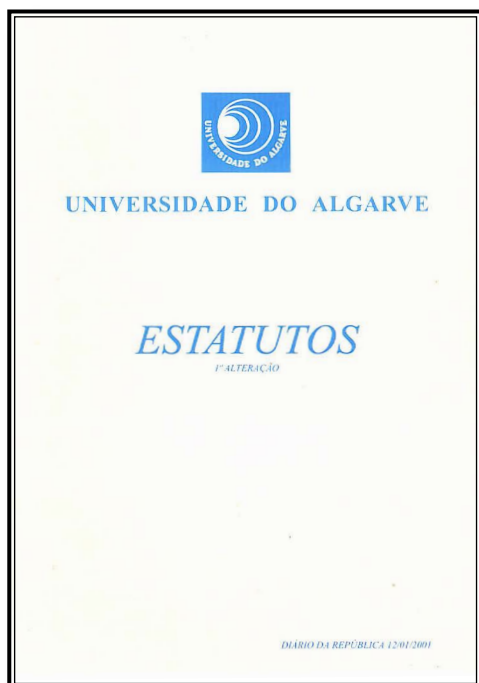 UNIVERSIDADE DO ALGARVE
UNIVERSIDADE DO ALGARVE
ESTATUTOS
1ª ALTERAÇÃO
DIÁRIO DA REPÚBLICA 12/01/2001